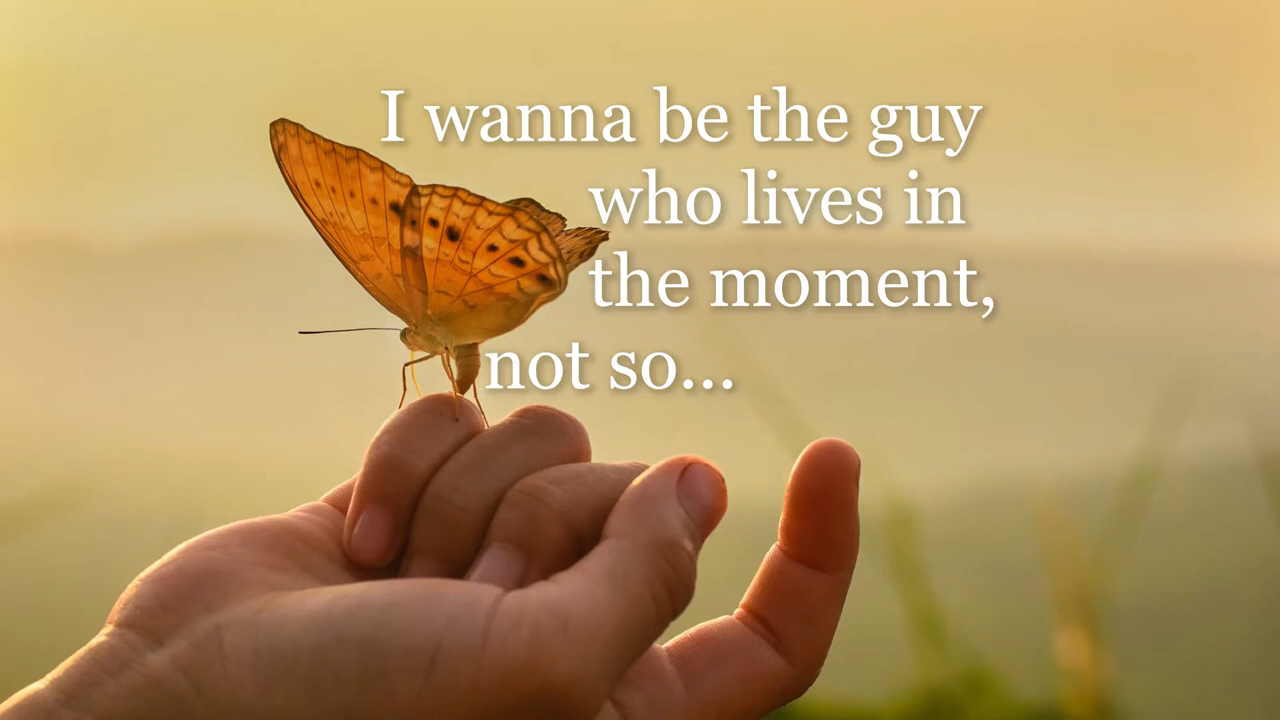 I wanna be the guy
who lives in
the moment,
not so...